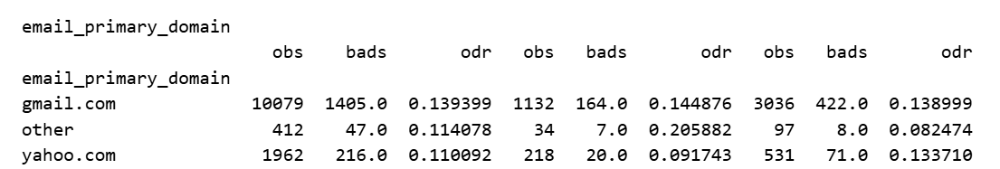 email_primary_domain
obs bads odr obs bads odr obs bads odr
email_primary_domain
gmail.com 10079 1405.0 0.139399 1132 164.0 0.144876 3036 422.0 0.138999
other 412 47.0 0.114078 34 7.0 0.205882 97 8.0 0.082474
yahoo.com 1962 216.0 0.110092 218 20.0 0.091743 531 71.0 0.133710